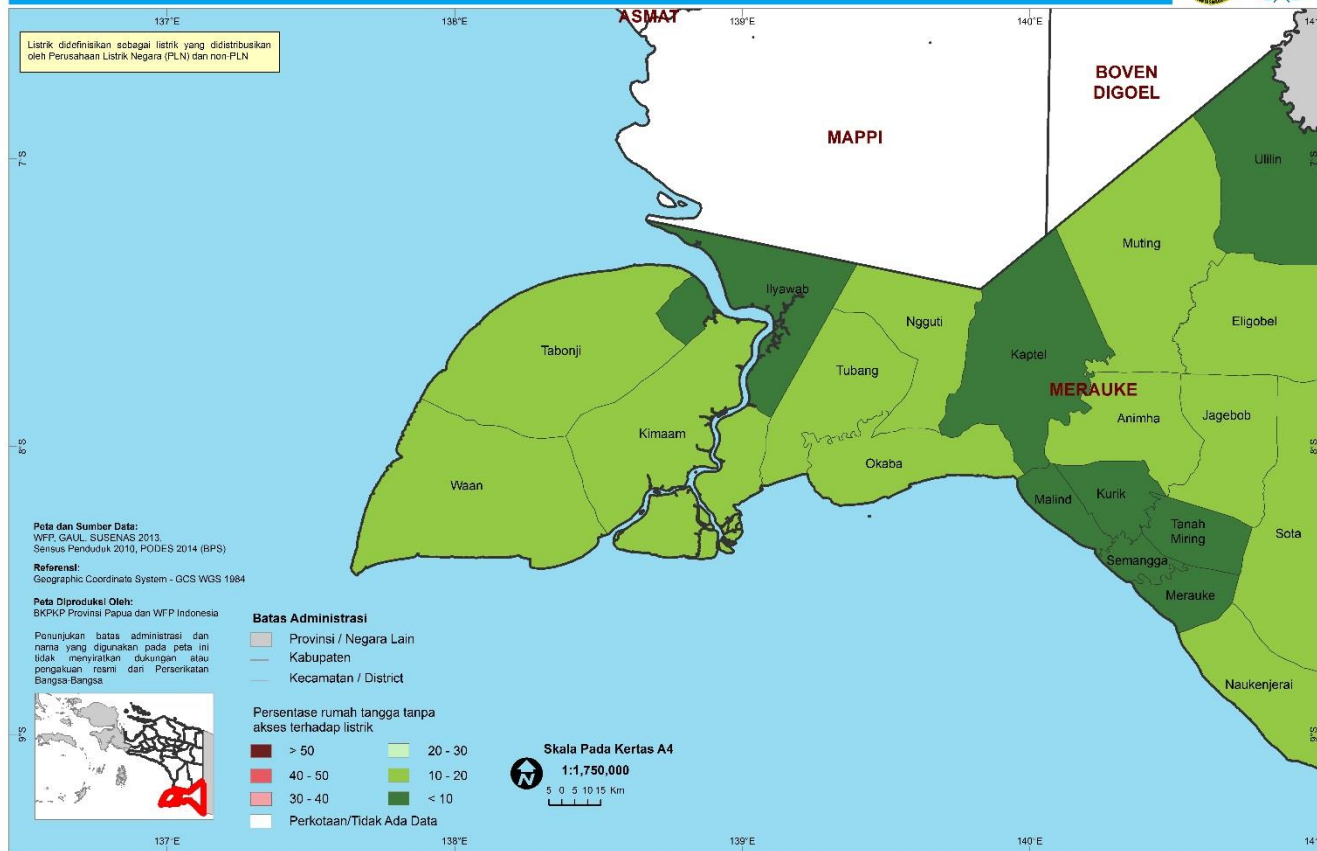 137°E
138°E
139°E
140°E
14
Listrik didefinisikan sebagai listrik yang didistribusikan
oleh Perusahaan Listrik Negara (PLN) dan non-PLN
ASMAT
BOVEN
DIGOEL
MAPPI
7°S
7°S
Ulilin
Muting
Ilyawab
Ngguti
Eligobel
Tabonji
Kaptel
Tubang
MERAUKE
Animha
Jagebob
Kimaam
8°S
8°S
Okaba
Waan
Malind
Kurik
Tanah
Miring
Sota
Semangga
Merauke
Naukenjerai
9°S
9°S
Peta dan Sumber Data:
WFP, GAUL, SUSENAS 2013,
Sensus Penduduk 2010, PODES 2014 (BPS)
Referensi:
Geographic Coordinate System - GCS WGS 1984
Peta Diproduksi Oleh:
BKPKP Provinsi Papua dan WFP Indonesia
Penunjukan batas administrasi dan
nama yang digunakan pada peta ini
tidak menyiratkan dukungan atau
pengakuan resmi dari Perserikatan
Bangsa-Bangsa
Batas Administrasi
Provinsi / Negara Lain
Kabupaten
Kecamatan / District
Persentase rumah tangga tanpa
akses terhadap listrik
> 50
20 - 30
40 - 50
10 - 20
30 - 40
< 10
Perkotaan/Tidak Ada Data
N
Skala Pada Kertas A4
1:1,750,000
5 0 5 10 15 Km
137°E
138°E
139°E
140°E
14